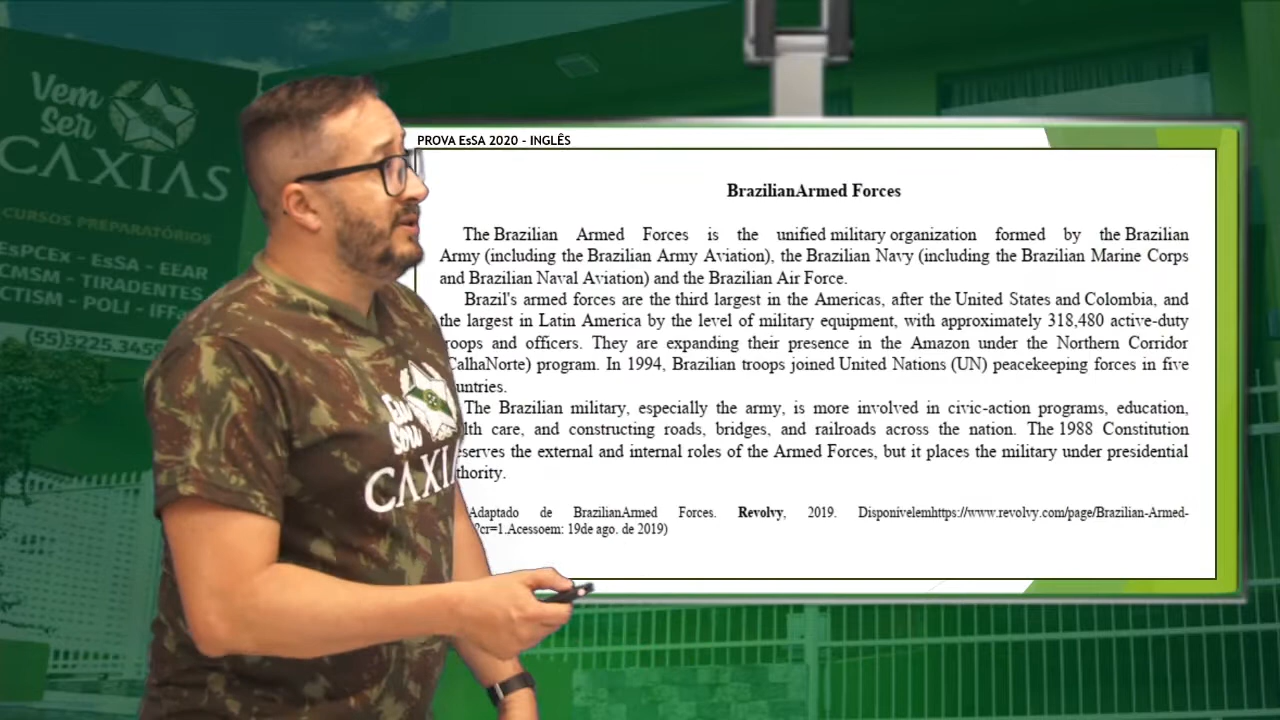 Vem
Ser
CAXIAS
CURSOS PREPARATÓRIOS
EsPCEx - EsSA - EEAR
CMSM - TIRADENTES
CTISM - POLI - IFFa
(55)3225.345
PROVA EsSA 2020 - INGLÊS
BrazilianArmed Forces
The Brazilian Armed Forces is the unified military organization formed by the Brazilian
Army (including the Brazilian Army Aviation), the Brazilian Navy (including the Brazilian Marine Corps
and Brazilian Naval Aviation) and the Brazilian Air Force.
Brazil's armed forces are the third largest in the Americas, after the United States and Colombia, and
the largest in Latin America by the level of military equipment, with approximately 318,480 active-duty
roops and officers. They are expanding their presence in the Amazon under the Northern Corridor
CalhaNorte) program. In 1994, Brazilian troops joined United Nations (UN) peacekeeping forces in five
untries.
The Brazilian military, especially the army, is more involved in civic-action programs, education,
lth care, and constructing roads, bridges, and railroads across the nation. The 1988 Constitution
eserves the external and internal roles of the Armed Forces, but it places the military under presidential
thority.
Adaptado de BrazilianArmed Forces. Revolvy, 2019. Disponívelemhttps://www.revolvy.com/page/Brazilian-Armed-
?cr=1.Acessoem: 19de ago. de 2019)
Ser
CAXIA